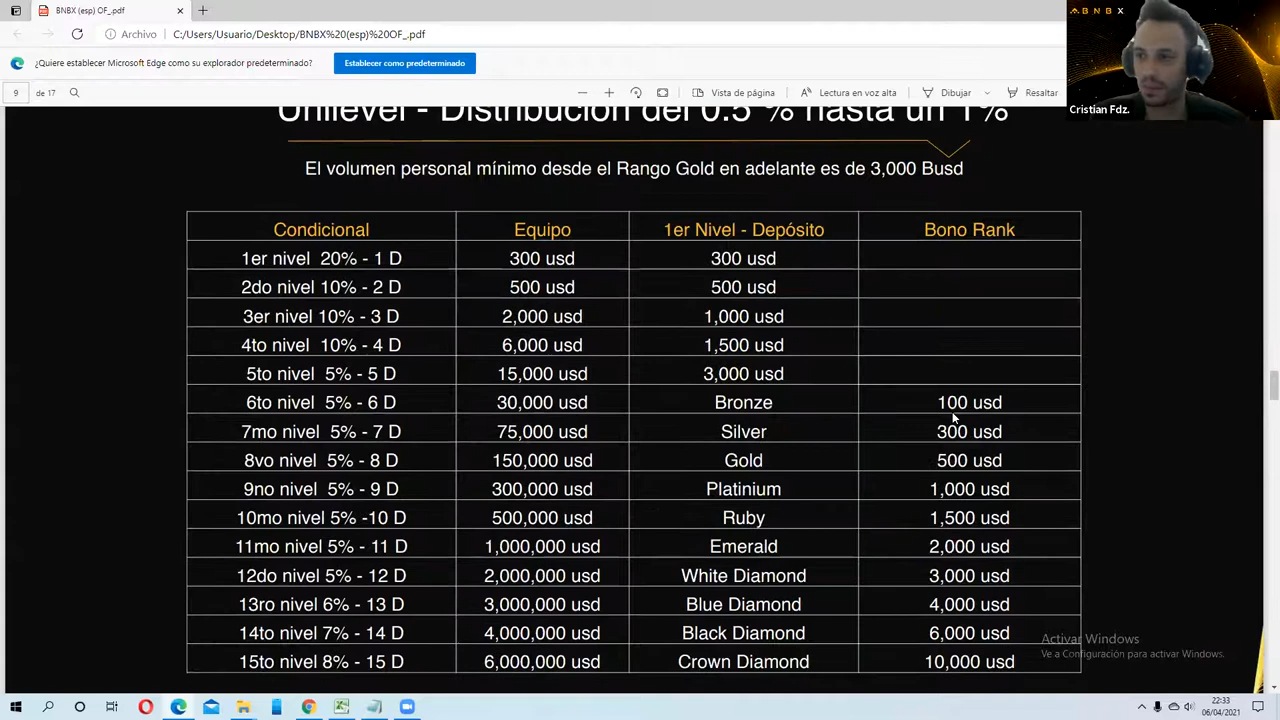 BNBX (esp) OF_.pdf
Archivo
C:/Users/Usuario/Desktop/BNBX%20(esp)%20OF_.pdf
A B N B X
¿Quiere establecer Microsoft Edge como su explorador predeterminado?
Establecer como predeterminado
9 de 17
Vista de página
Lectura en voz alta
Dibujar
Resaltar
Cristian Fdz.
Unilevel - Distribución del 0.5 % hasta un 1%
El volumen personal mínimo desde el Rango Gold en adelante es de 3,000 Busd
Condicional Equipo 1er Nivel - Depósito Bono Rank
1er nivel 20% - 1 D 300 usd 300 usd
2do nivel 10% - 2 D 500 usd 500 usd
3er nivel 10% - 3 D 2,000 usd 1,000 usd
4to nivel 10% - 4 D 6,000 usd 1,500 usd
5to nivel 5% - 5 D 15,000 usd 3,000 usd
6to nivel 5% - 6 D 30,000 usd Bronze 100 usd
7mo nivel 5% - 7 D 75,000 usd Silver 300 usd
8vo nivel 5% - 8 D 150,000 usd Gold 500 usd
9no nivel 5% - 9 D 300,000 usd Platinium 1,000 usd
10mo nivel 5% -10 D 500,000 usd Ruby 1,500 usd
11mo nivel 5% - 11 D 1,000,000 usd Emerald 2,000 usd
12do nivel 5% - 12 D 2,000,000 usd White Diamond 3,000 usd
13ro nivel 6% - 13 D 3,000,000 usd Blue Diamond 4,000 usd
14to nivel 7% - 14 D 4,000,000 usd Black Diamond 6,000 usd
15to nivel 8% - 15 D 6,000,000 usd Crown Diamond 10,000 usd
Activar Windows
Ve a Configuración para activar Windows.
22:33
06/04/2021